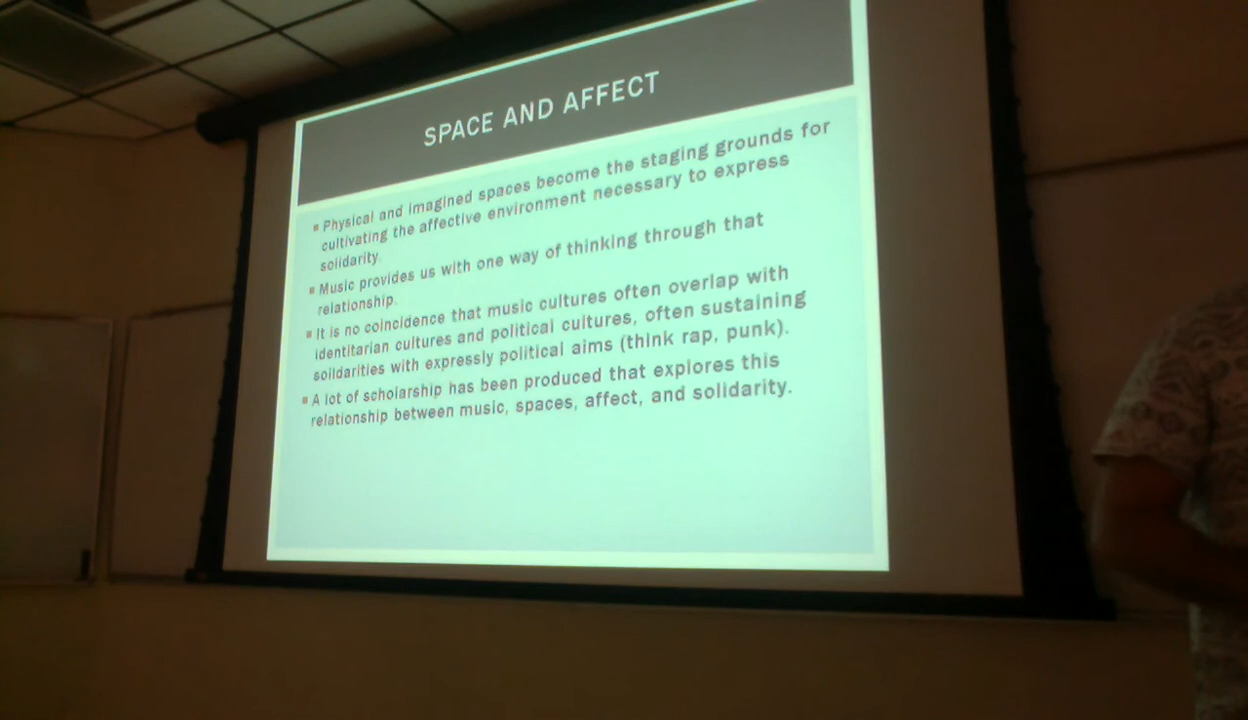 SPACE AND AFFECT
▪ Physical and imagined spaces become the staging grounds for
cultivating the affective environment necessary to express
solidarity.
▪ Music provides us with one way of thinking through that
relationship.
▪ It is no coincidence that music cultures often overlap with
identitarian cultures and political cultures, often sustaining
solidarities with expressly political aims (think rap, punk).
▪ A lot of scholarship has been produced that explores this
relationship between music, spaces, affect, and solidarity.